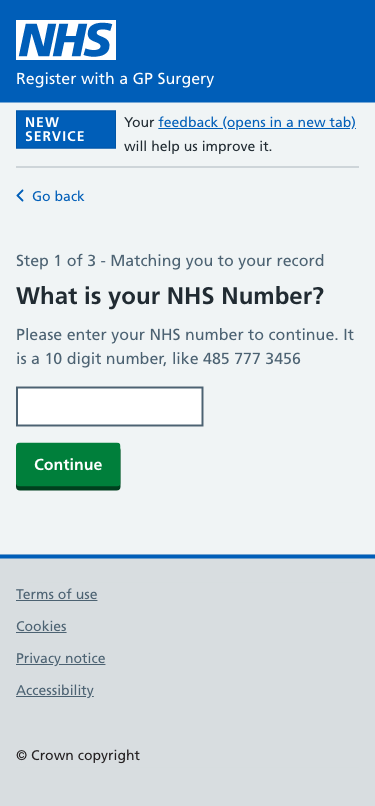 NHS
Register with a GP Surgery
NEW
SERVICE
Your feedback (opens in a new tab)
will help us improve it.
Go back
Step 1 of 3 - Matching you to your record
What is your NHS Number?
Please enter your NHS number to continue. It
is a 10 digit number, like 485 777 3456
Continue
Terms of use
Cookies
Privacy notice
Accessibility
© Crown copyright